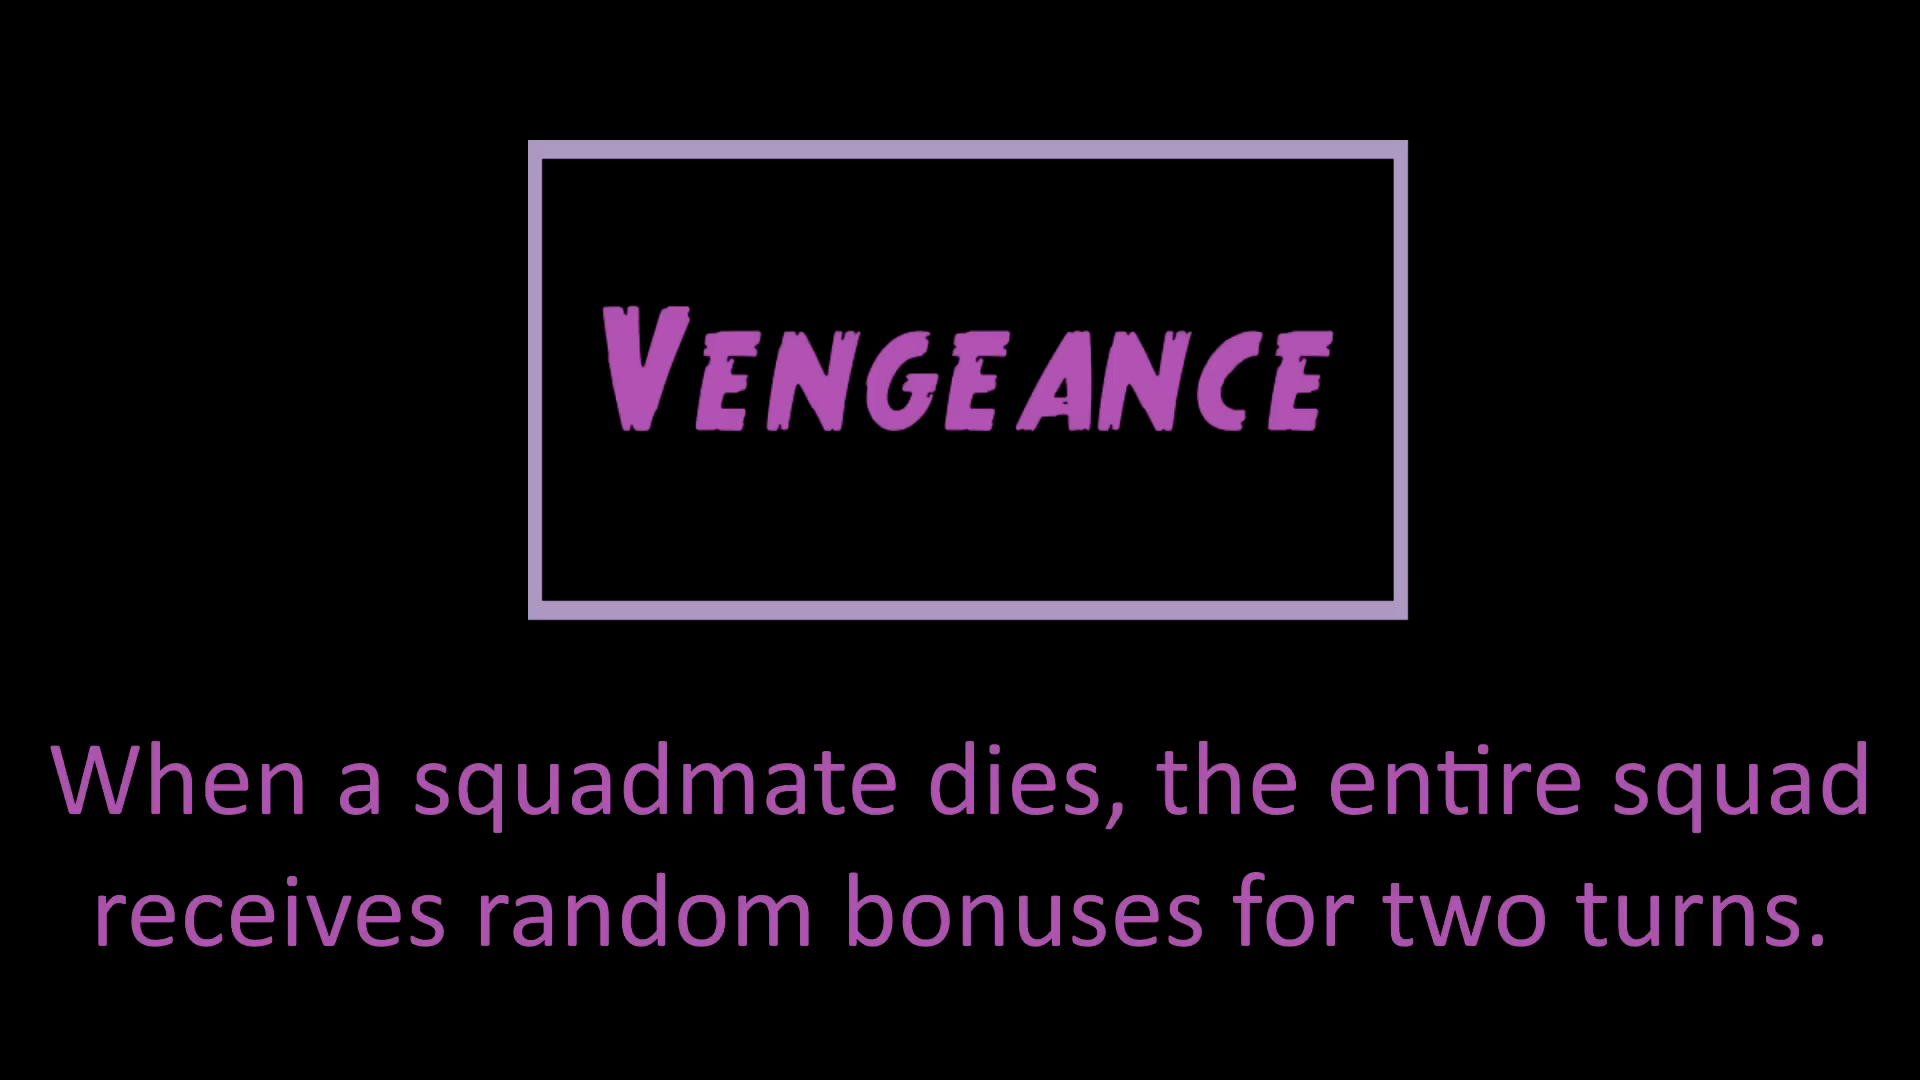 Vengeance
When a squadmate dies, the entire squad
receives random bonuses for two turns.